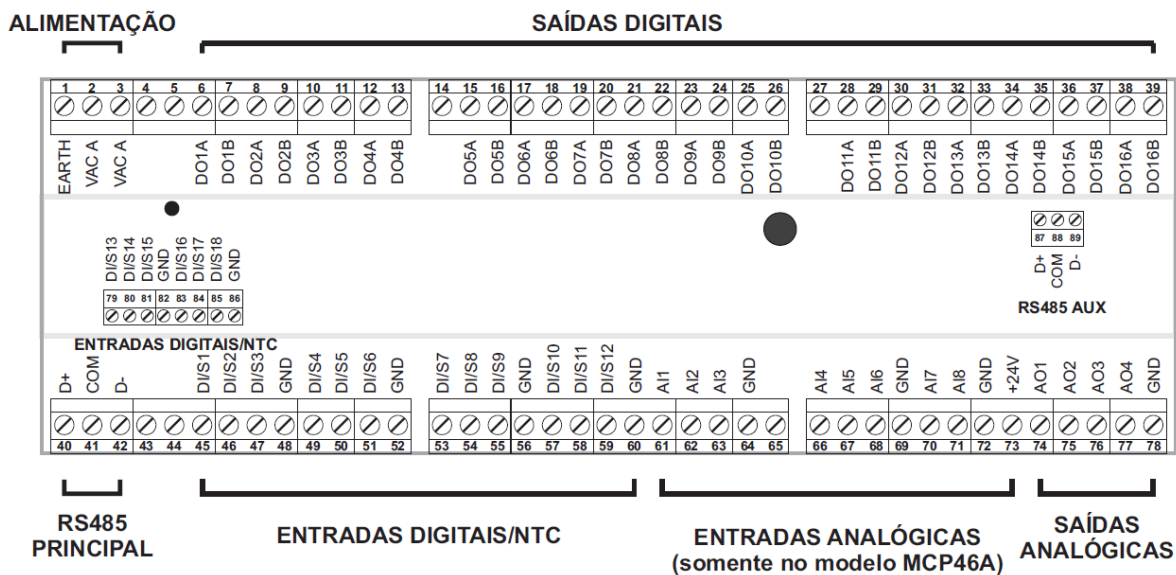 ALIMENTAÇÃO SAÍDAS DIGITAIS
1 2 3 4 5 6 7 8 9 10 11 12 13 14 15 16 17 18 19 20 21 22 23 24 25 26 27 28 29 30 31 32 33 34 35 36 37 38 39
EARTH VAC A VAC A DO1A DO1B DO2A DO2B DO3A DO3B DO4A DO4B DO5A DO5B DO6A DO6B DO7A DO7B DO8A DO8B DO9A DO9B DO10A DO10B DO11A DO11B DO12A DO12B DO13A DO13B DO14A DO14B DO15A DO15B DO16A DO16B
DI/S13 DI/S14 DI/S15 GND DI/S16 DI/S17 DI/S18 GND
79 80 81 82 83 84 85 86
ENTRADAS DIGITAIS/NTC
87 88 89
D+ COM D-
RS485 AUX
D+ COM D- DI/S1 DI/S2 DI/S3 GND DI/S4 DI/S5 DI/S6 GND DI/S7 DI/S8 DI/S9 GND DI/S10 DI/S11 DI/S12 GND AI1 AI2 AI3 GND AI4 AI5 AI6 GND AI7 AI8 GND +24V AO1 AO2 AO3 AO4 GND
40 41 42 43 44 45 46 47 48 49 50 51 52 53 54 55 56 57 58 59 60 61 62 63 64 65 66 67 68 69 70 71 72 73 74 75 76 77 78
RS485
PRINCIPAL
ENTRADAS DIGITAIS/NTC
ENTRADAS ANALÓGICAS
(somente no modelo MCP46A)
SAÍDAS
ANALÓGICAS